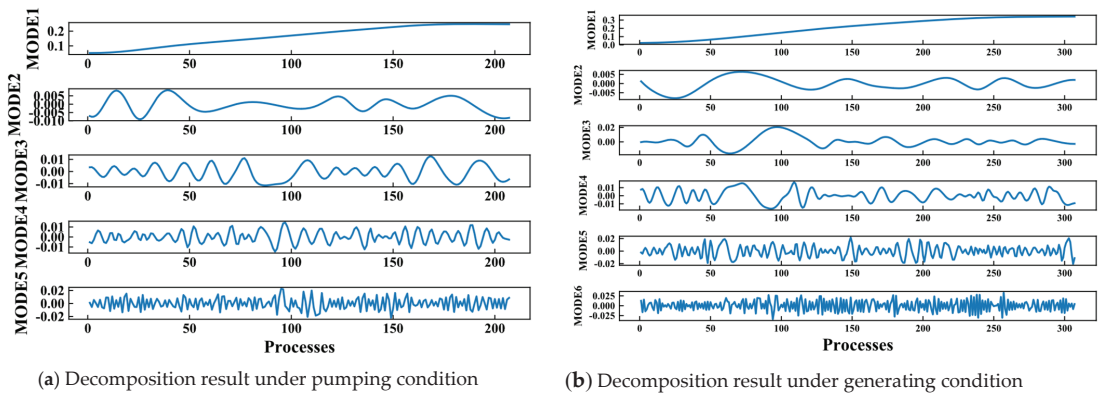 MODE1
0.2
0.1
0 50 100 150 200
MODE2
0.005
0.000
-0.005
-0.010
0 50 100 150 200
MODE3
0.01
0.00
-0.01
0 50 100 150 200
MODE4
0.01
0.00
-0.01
0 50 100 150 200
MODE5
0.02
0.00
-0.02
0 50 100 150 200
Processes
(a) Decomposition result under pumping condition
MODE1
0.3
0.2
0.1
0.0
0 50 100 150 200 250 300
MODE2
0.005
0.000
-0.005
0 50 100 150 200 250 300
MODE3
0.02
0.00
0 50 100 150 200 250 300
MODE4
0.01
0.00
-0.01
0 50 100 150 200 250 300
MODE5
0.02
0.00
-0.02
0 50 100 150 200 250 300
MODE6
0.025
0.000
-0.025
0 50 100 150 200 250 300
Processes
(b) Decomposition result under generating condition